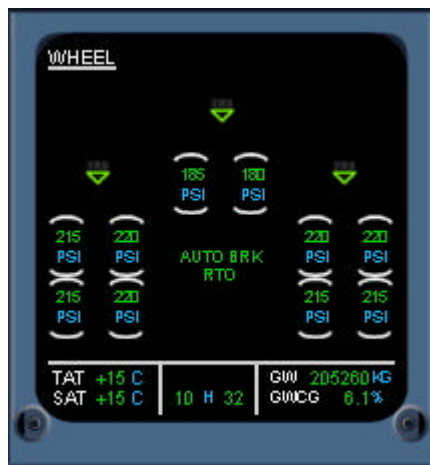 WHEEL
185 180
PSI PSI
215 220 220 220
PSI PSI PSI PSI
AUTO BRK
RTO
215 220 215 215
PSI PSI PSI PSI
TAT +15 C
SAT +15 C
10 H 32
GW 205260 KG
GWCG 6.1%